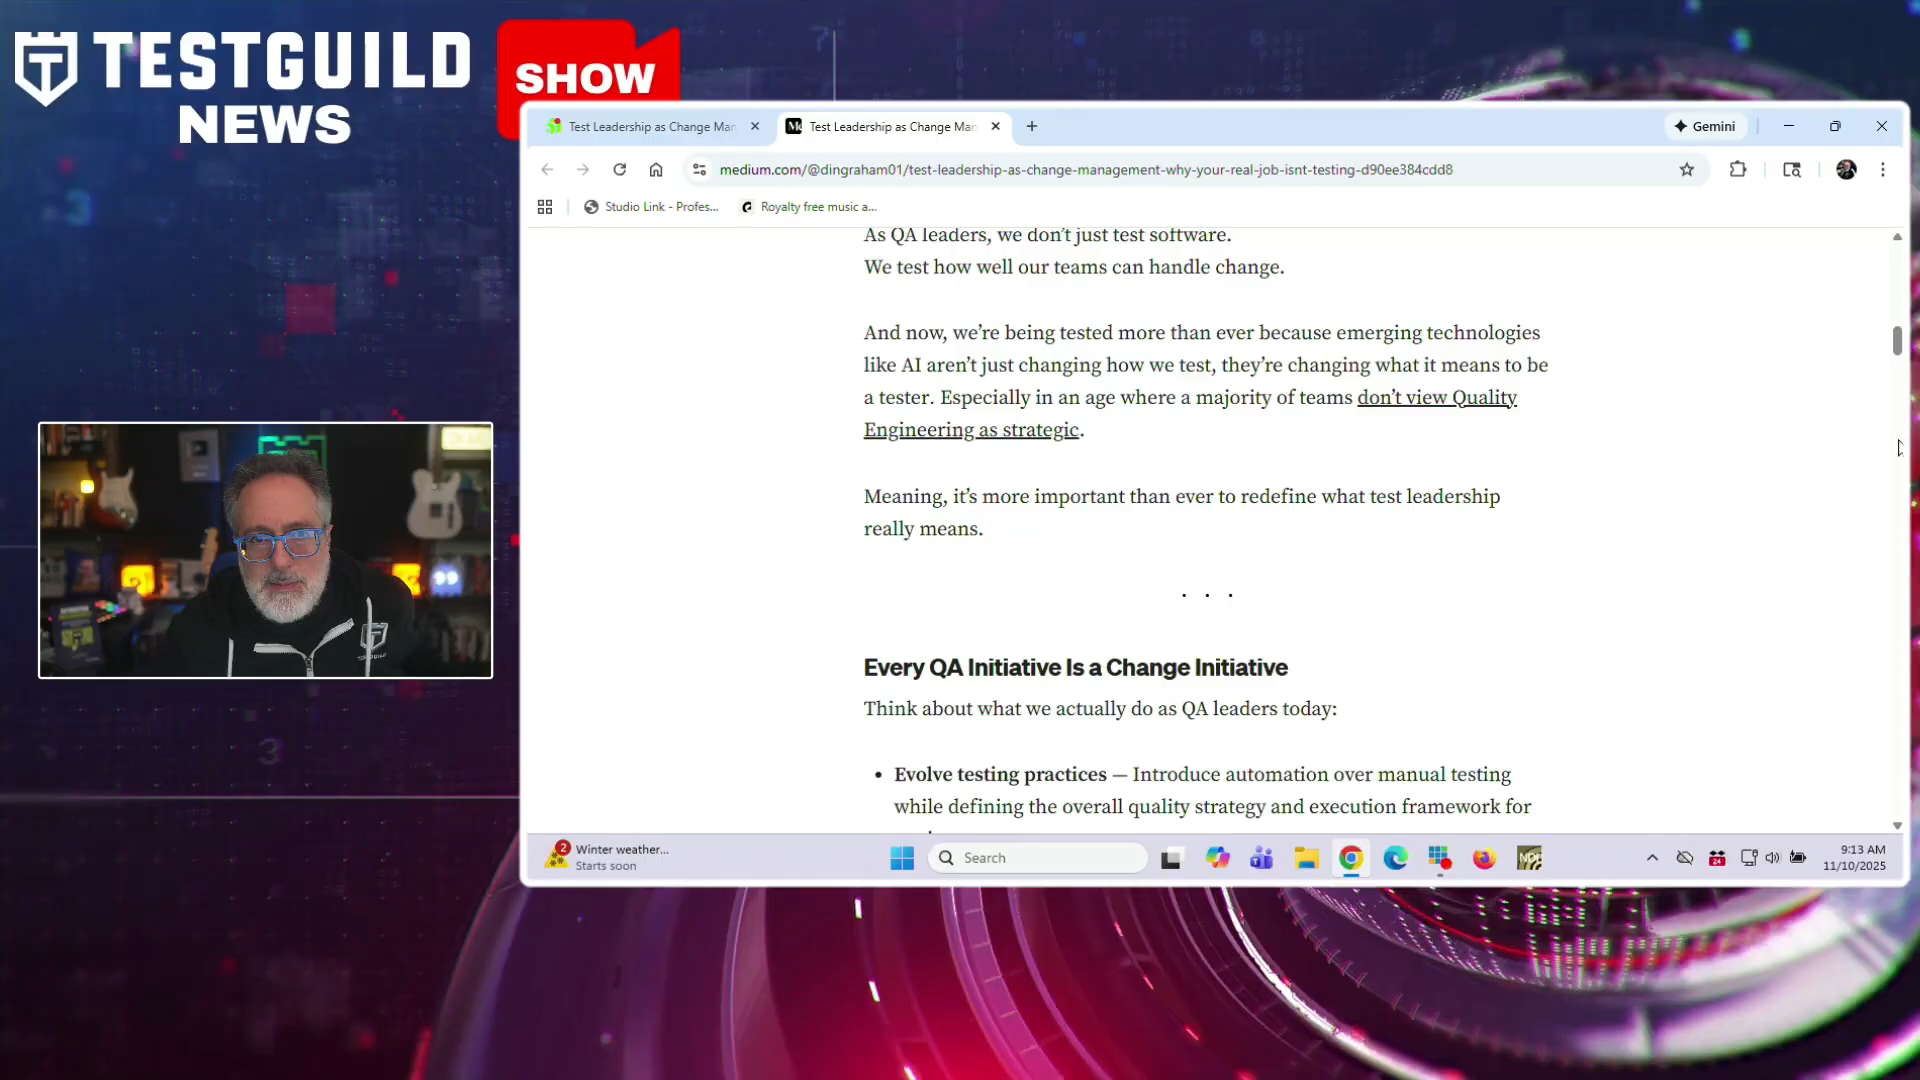 TESTGUILD
NEWS
SHOW
Test Leadership as Change Man
Test Leadership as Change Man
Gemini
medium.com/@dingraham01/test-leadership-as-change-management-why-your-real-job-isnt-testing-d90ee384cdd8
Studio Link - Profes...
Royalty free music a...
As QA leaders, we don't just test software.
We test how well our teams can handle change.
And now, we're being tested more than ever because emerging technologies
like AI aren't just changing how we test, they're changing what it means to be
a tester. Especially in an age where a majority of teams don't view Quality
Engineering as strategic.
Meaning, it's more important than ever to redefine what test leadership
really means.
. . .
Every QA Initiative Is a Change Initiative
Think about what we actually do as QA leaders today:
• Evolve testing practices — Introduce automation over manual testing
while defining the overall quality strategy and execution framework for
2
Winter weather...
Starts soon
Search
24
NDI
9:13 AM
11/10/2025